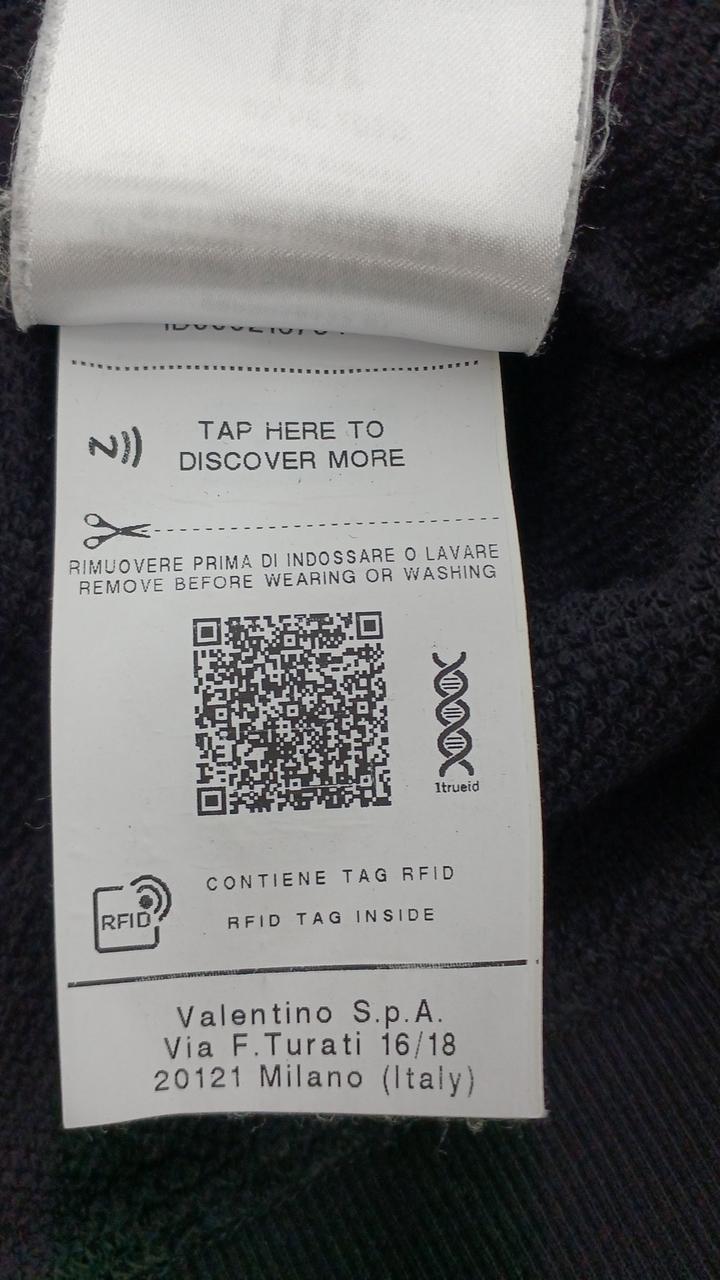 TAP HERE TO
DISCOVER MORE
RIMUOVERE PRIMA DI INDOSSARE O LAVARE
REMOVE BEFORE WEARING OR WASHING
1trueid
RFID
CONTIENE TAG RFID
RFID TAG INSIDE
Valentino S.p.A.
Via F.Turati 16/18
20121 Milano (Italy)